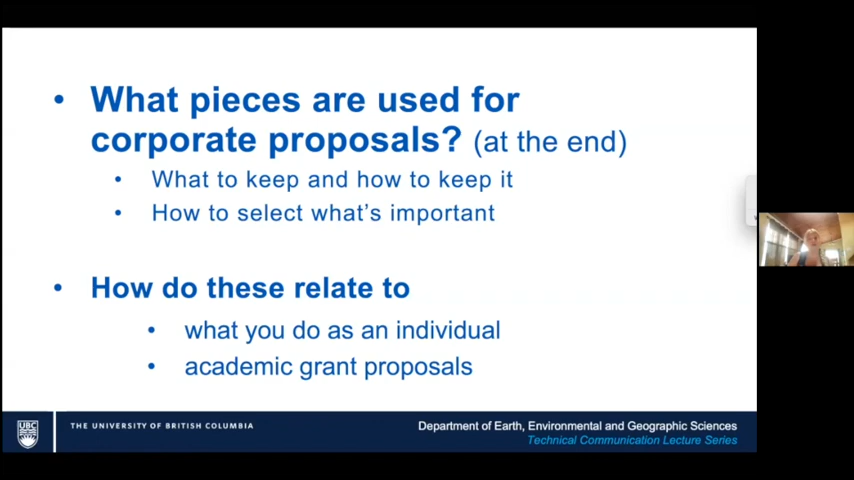 What pieces are used for
corporate proposals? (at the end)
What to keep and how to keep it
How to select what's important
How do these relate to
what you do as an individual
academic grant proposals
UBC
THE UNIVERSITY OF BRITISH COLUMBIA
Department of Earth, Environmental and Geographic Sciences
Technical Communication Lecture Series